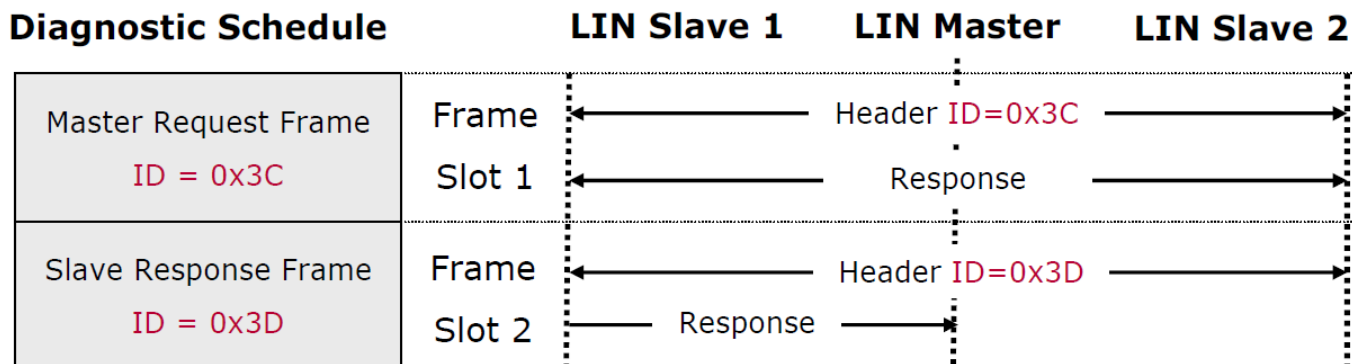 Diagnostic Schedule LIN Slave 1 LIN Master LIN Slave 2
Master Request Frame
ID = 0x3C
Frame
Slot 1
Header ID=0x3C
Response
Slave Response Frame
ID = 0x3D
Frame
Slot 2
Header ID=0x3D
Response